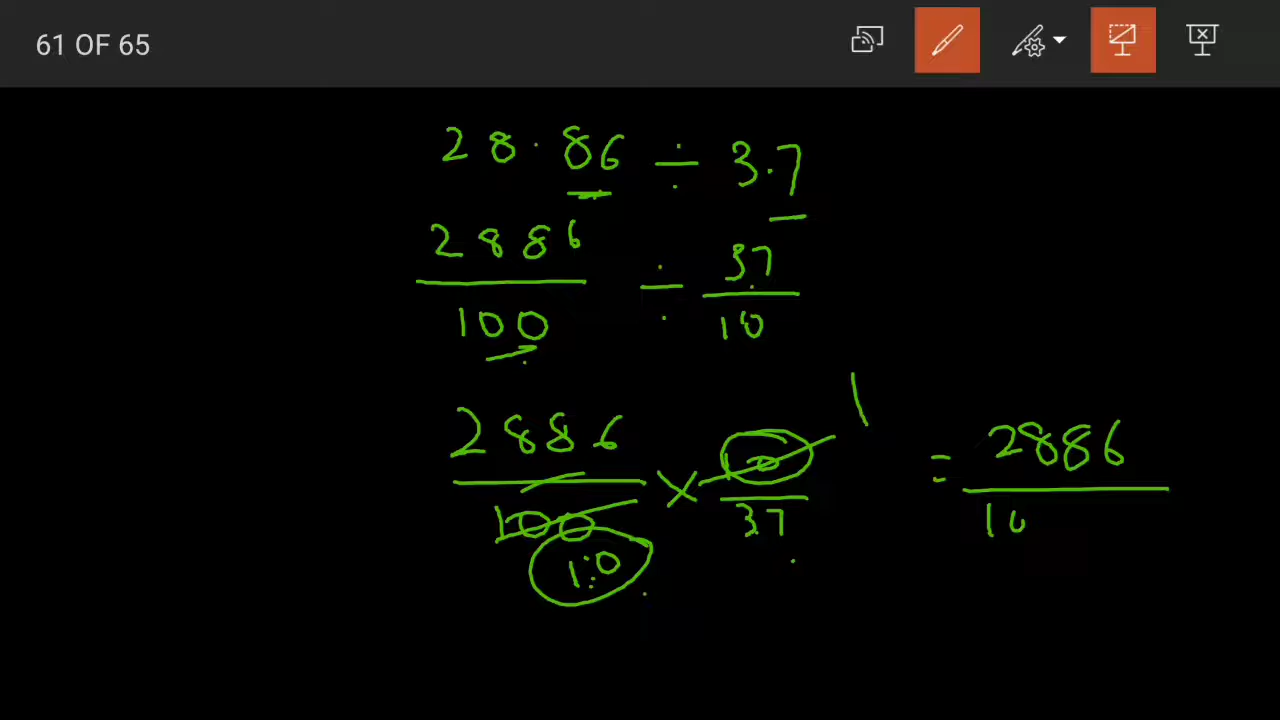 61 OF 65
28.86 ÷ 3.7
2886/100 ÷ 37/10
2886/100 × 10/37 = 2886/10
1
10